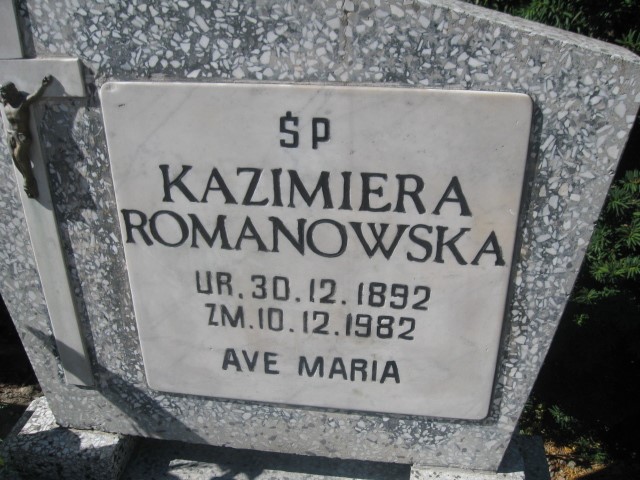 ŚP
KAZIMIERA
ROMANOWSKA
UR.30.12.1892
ZM.10.12.1982
AVE MARIA